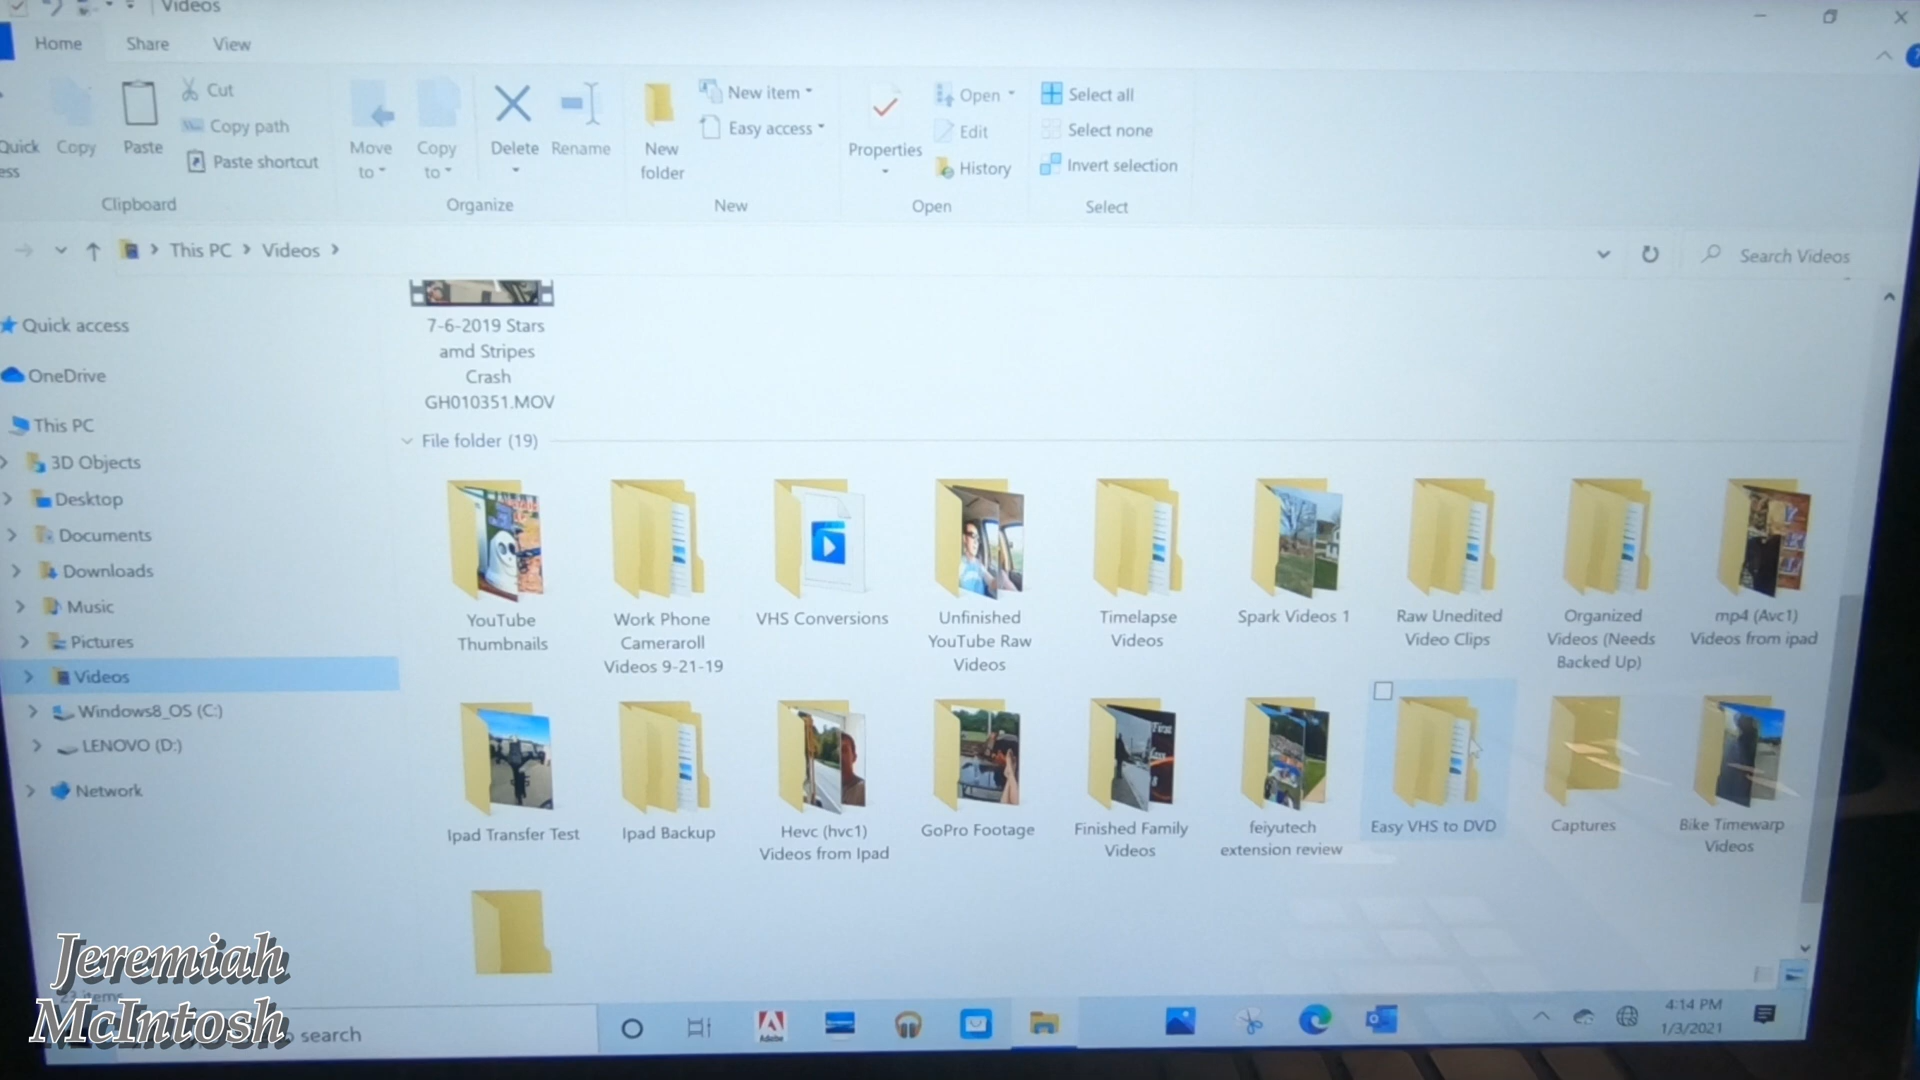 Videos
Home Share View
Cut
Copy path
Paste shortcut
Quick
ess
Copy
Paste
Clipboard
Move
to
Copy
to
Delete
Rename
Organize
New
folder
New item
Easy access
New
Properties
Open
Edit
History
Open
Select all
Select none
Invert selection
Select
This PC > Videos >
Search Videos
Quick access
OneDrive
This PC
3D Objects
Desktop
Documents
Downloads
Music
Pictures
Videos
Windows8_OS (C:)
LENOVO (D:)
Network
7-6-2019 Stars
amd Stripes
Crash
GH010351.MOV
File folder (19)
YouTube
Thumbnails
Work Phone
Cameraroll
Videos 9-21-19
VHS Conversions
Unfinished
YouTube Raw
Videos
Timelapse
Videos
Spark Videos 1
Raw Unedited
Video Clips
Organized
Videos (Needs
Backed Up)
mp4 (Avc1)
Videos from ipad
Ipad Transfer Test
Ipad Backup
Hevc (hvc1)
Videos from Ipad
GoPro Footage
Finished Family
Videos
feiyutech
extension review
Easy VHS to DVD
Captures
Bike Timewarp
Videos
Jeremiah
McIntosh
items
search
Adobe
4:14 PM
1/3/2021